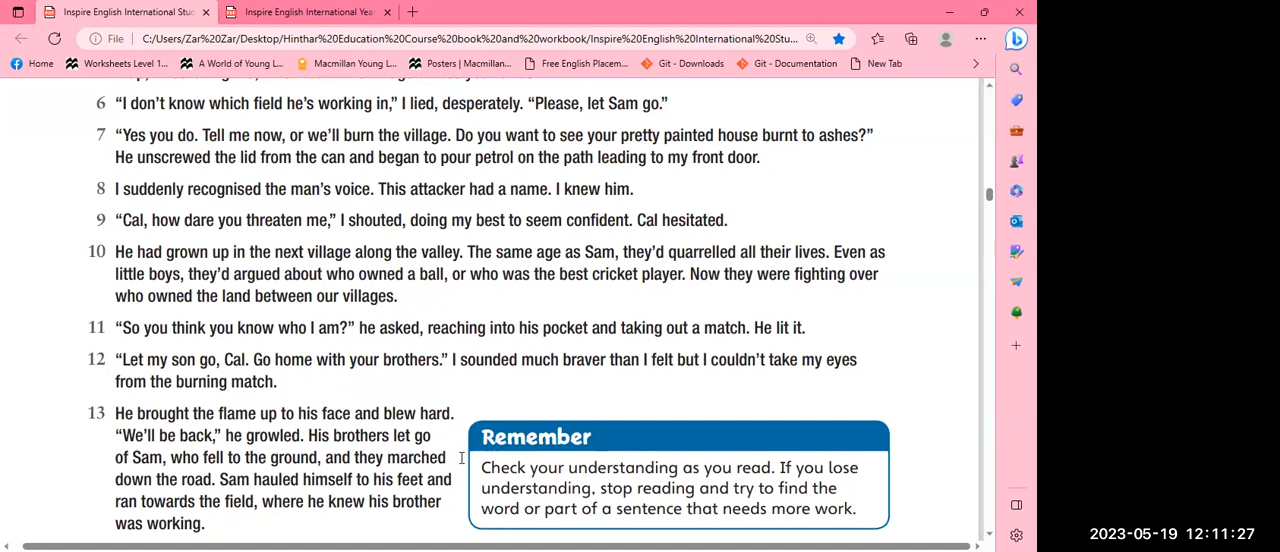 Inspire English International Stu
Inspire English International Yea
File
C:/Users/Zar%20Zar/Desktop/Hinthar%20Education%20Course%20book%20and%20workbook/Inspire%20English%20International%20Stu...
Home
Worksheets Level 1...
A World of Young L...
Macmillan Young L...
Posters | Macmillan...
Free English Placem...
Git - Downloads
Git - Documentation
New Tab
6 “I don’t know which field he’s working in,” I lied, desperately. “Please, let Sam go.”
7 “Yes you do. Tell me now, or we’ll burn the village. Do you want to see your pretty painted house burnt to ashes?”
He unscrewed the lid from the can and began to pour petrol on the path leading to my front door.
8 I suddenly recognised the man’s voice. This attacker had a name. I knew him.
9 “Cal, how dare you threaten me,” I shouted, doing my best to seem confident. Cal hesitated.
10 He had grown up in the next village along the valley. The same age as Sam, they’d quarrelled all their lives. Even as
little boys, they’d argued about who owned a ball, or who was the best cricket player. Now they were fighting over
who owned the land between our villages.
11 “So you think you know who I am?” he asked, reaching into his pocket and taking out a match. He lit it.
12 “Let my son go, Cal. Go home with your brothers.” I sounded much braver than I felt but I couldn’t take my eyes
from the burning match.
13 He brought the flame up to his face and blew hard.
“We’ll be back,” he growled. His brothers let go
of Sam, who fell to the ground, and they marched
down the road. Sam hauled himself to his feet and
ran towards the field, where he knew his brother
was working.
Remember
Check your understanding as you read. If you lose
understanding, stop reading and try to find the
word or part of a sentence that needs more work.
2023-05-19 12:11:27